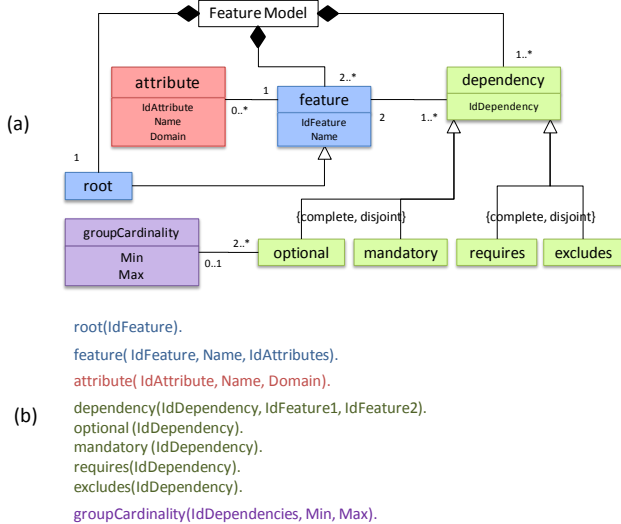 Feature Model
1..*
attribute
IdAttribute
Name
Domain
1
0..*
2..*
feature
IdFeature
Name
2
1..*
dependency
IdDependency
(a)
1
root
{complete, disjoint}
{complete, disjoint}
groupCardinality
Min
Max
2..*
0..1
optional
mandatory
requires
excludes
root(IdFeature).
feature( IdFeature, Name, IdAttributes).
attribute( IdAttribute, Name, Domain).
(b)
dependency(IdDependency, IdFeature1, IdFeature2).
optional (IdDependency).
mandatory (IdDependency).
requires(IdDependency).
excludes(IdDependency).
groupCardinality(IdDependencies, Min, Max).